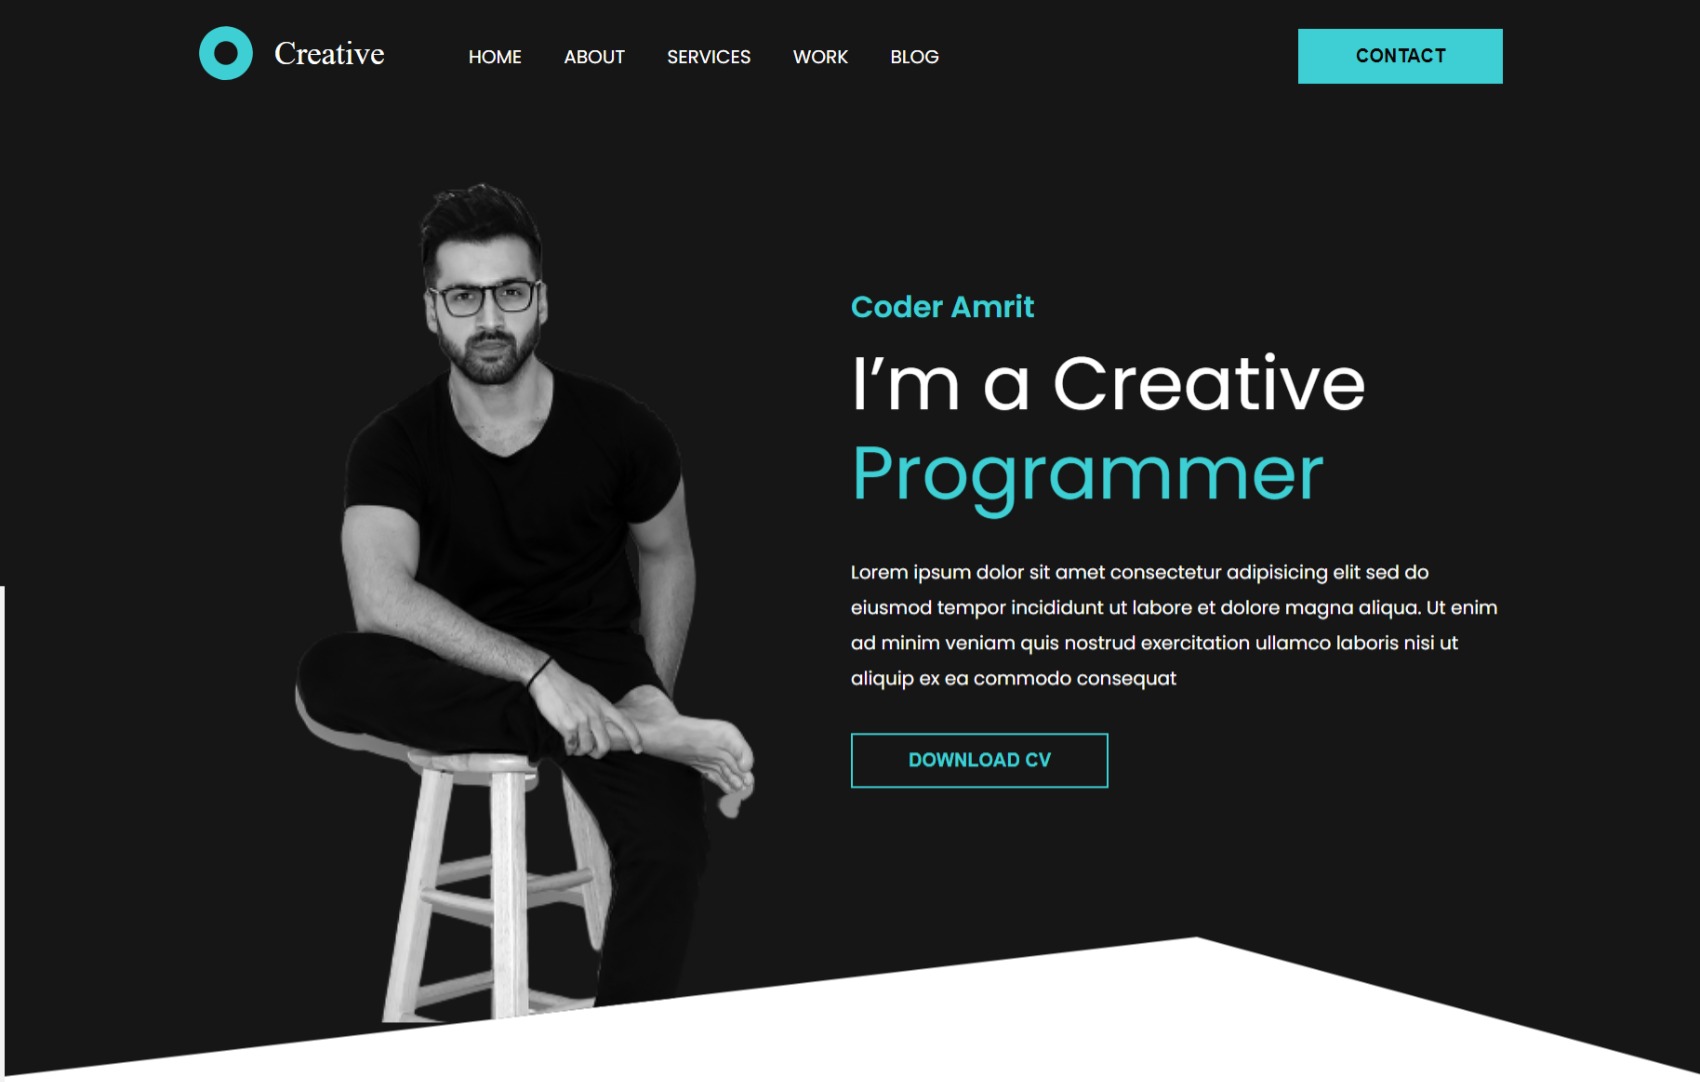 Creative
HOME ABOUT SERVICES WORK BLOG
CONTACT
Coder Amrit
I’m a Creative
Programmer
Lorem ipsum dolor sit amet consectetur adipisicing elit sed do
eiusmod tempor incididunt ut labore et dolore magna aliqua. Ut enim
ad minim veniam quis nostrud exercitation ullamco laboris nisi ut
aliquip ex ea commodo consequat
DOWNLOAD CV